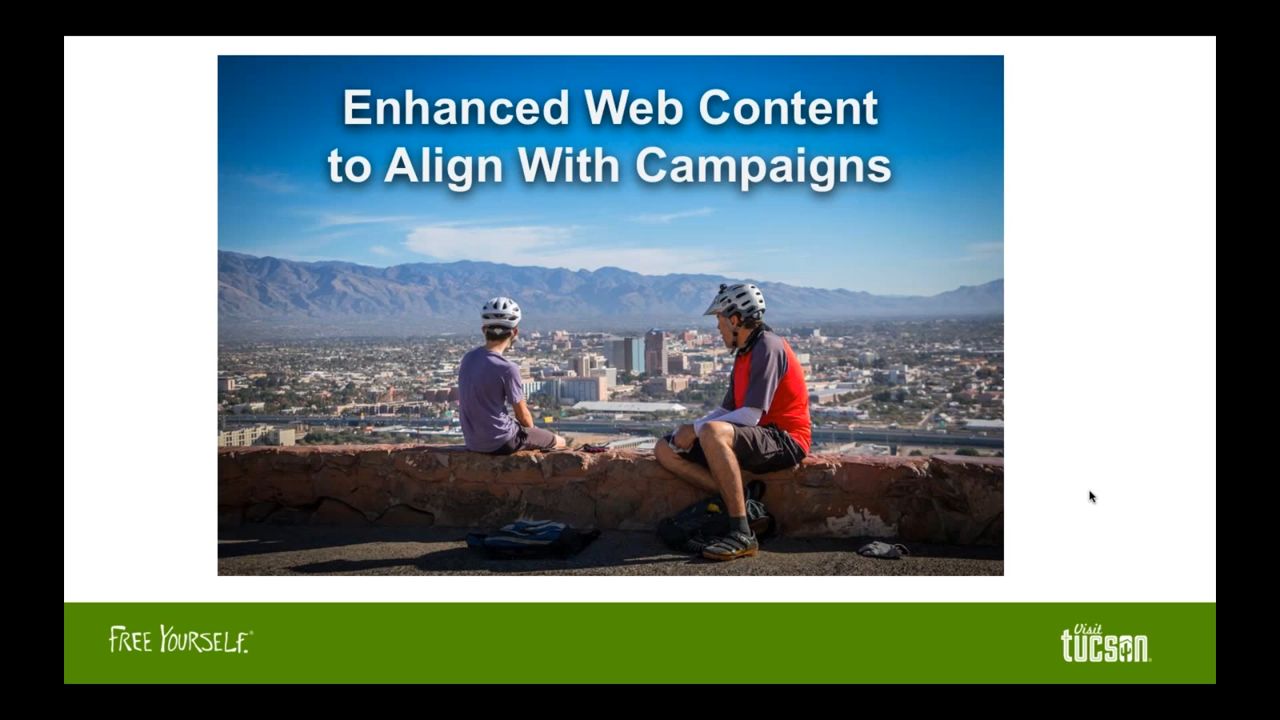 Enhanced Web Content
to Align With Campaigns
FREE YOURSELF.®
Visit
tucson